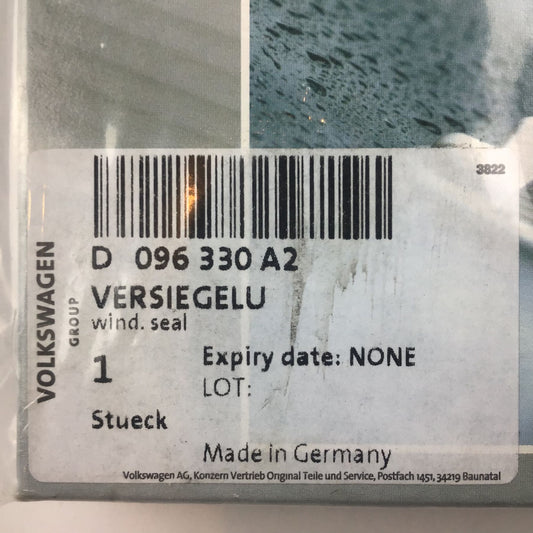 3822
D 096 330 A2
VERSIEGELU
wind. seal
1
Expiry date: NONE
LOT:
Stueck
Made in Germany
VOLKSWAGEN
GROUP
Volkswagen AG, Konzern Vertrieb Original Teile und Service, Postfach 1451, 34219 Baunatal